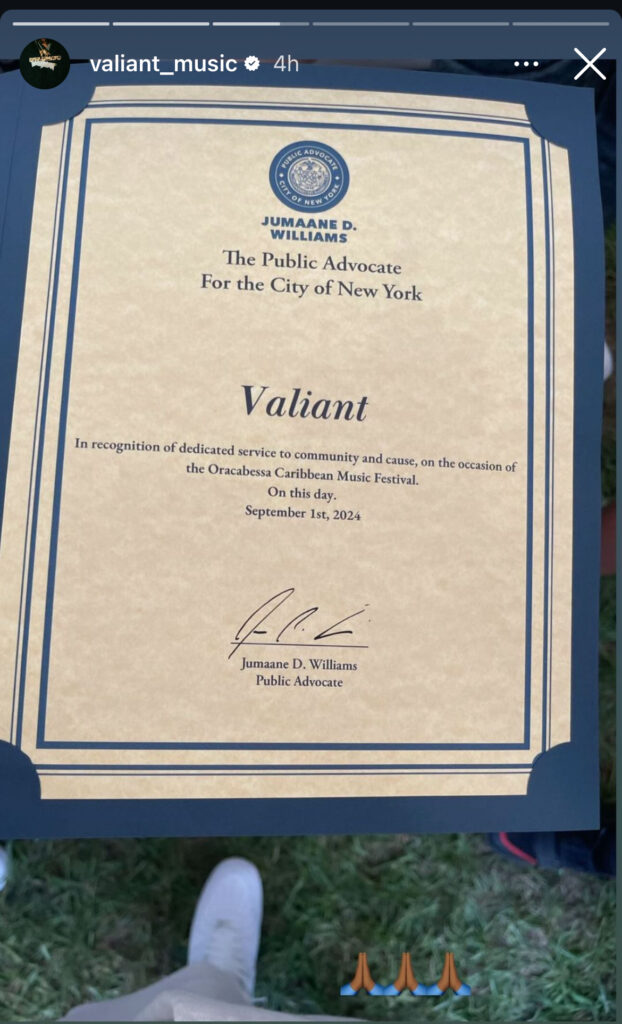 valiant_music 4h
PUBLIC ADVOCATE
CITY OF NEW YORK
JUMAANE D.
WILLIAMS
The Public Advocate
For the City of New York
Valiant
In recognition of dedicated service to community and cause, on the occasion of
the Oracabessa Caribbean Music Festival.
On this day.
September 1st, 2024
Jumaane D. Williams
Public Advocate